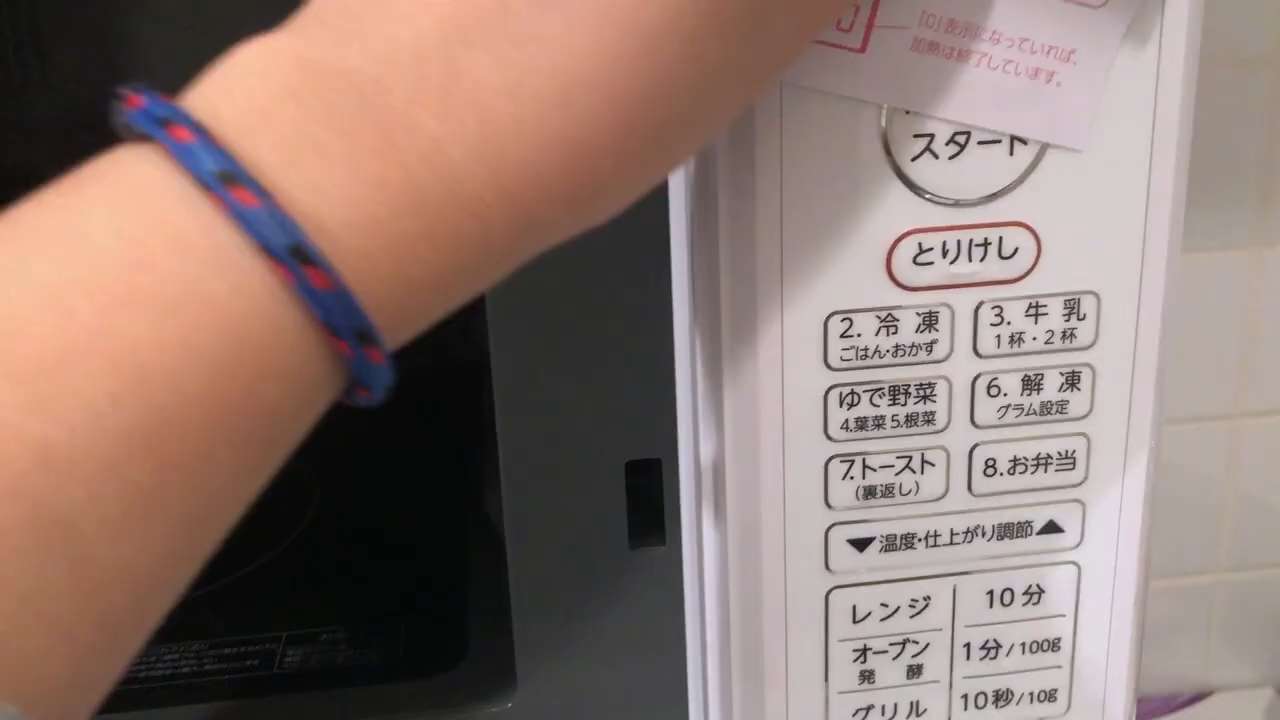 「0」表示になっていれば、
加熱は終了しています。
スタート
とりけし
2. 冷 凍
ごはん・おかず
3. 牛 乳
1杯・2杯
ゆで野菜
4.葉菜 5.根菜
6. 解 凍
グラム設定
7.トースト
(裏返し)
8.お弁当
▼温度・仕上がり調節▲
レンジ
10分
オーブン
発 酵
1分/100g
グリル
10秒/10g